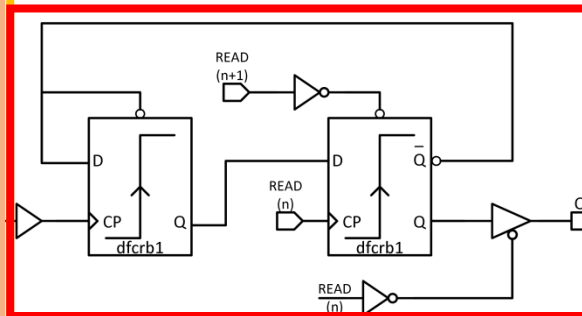 READ
(n+1)
D
CP
Q
dfcrb1
READ
(n)
D
Q
CP
Q
dfcrb1
READ
(n)